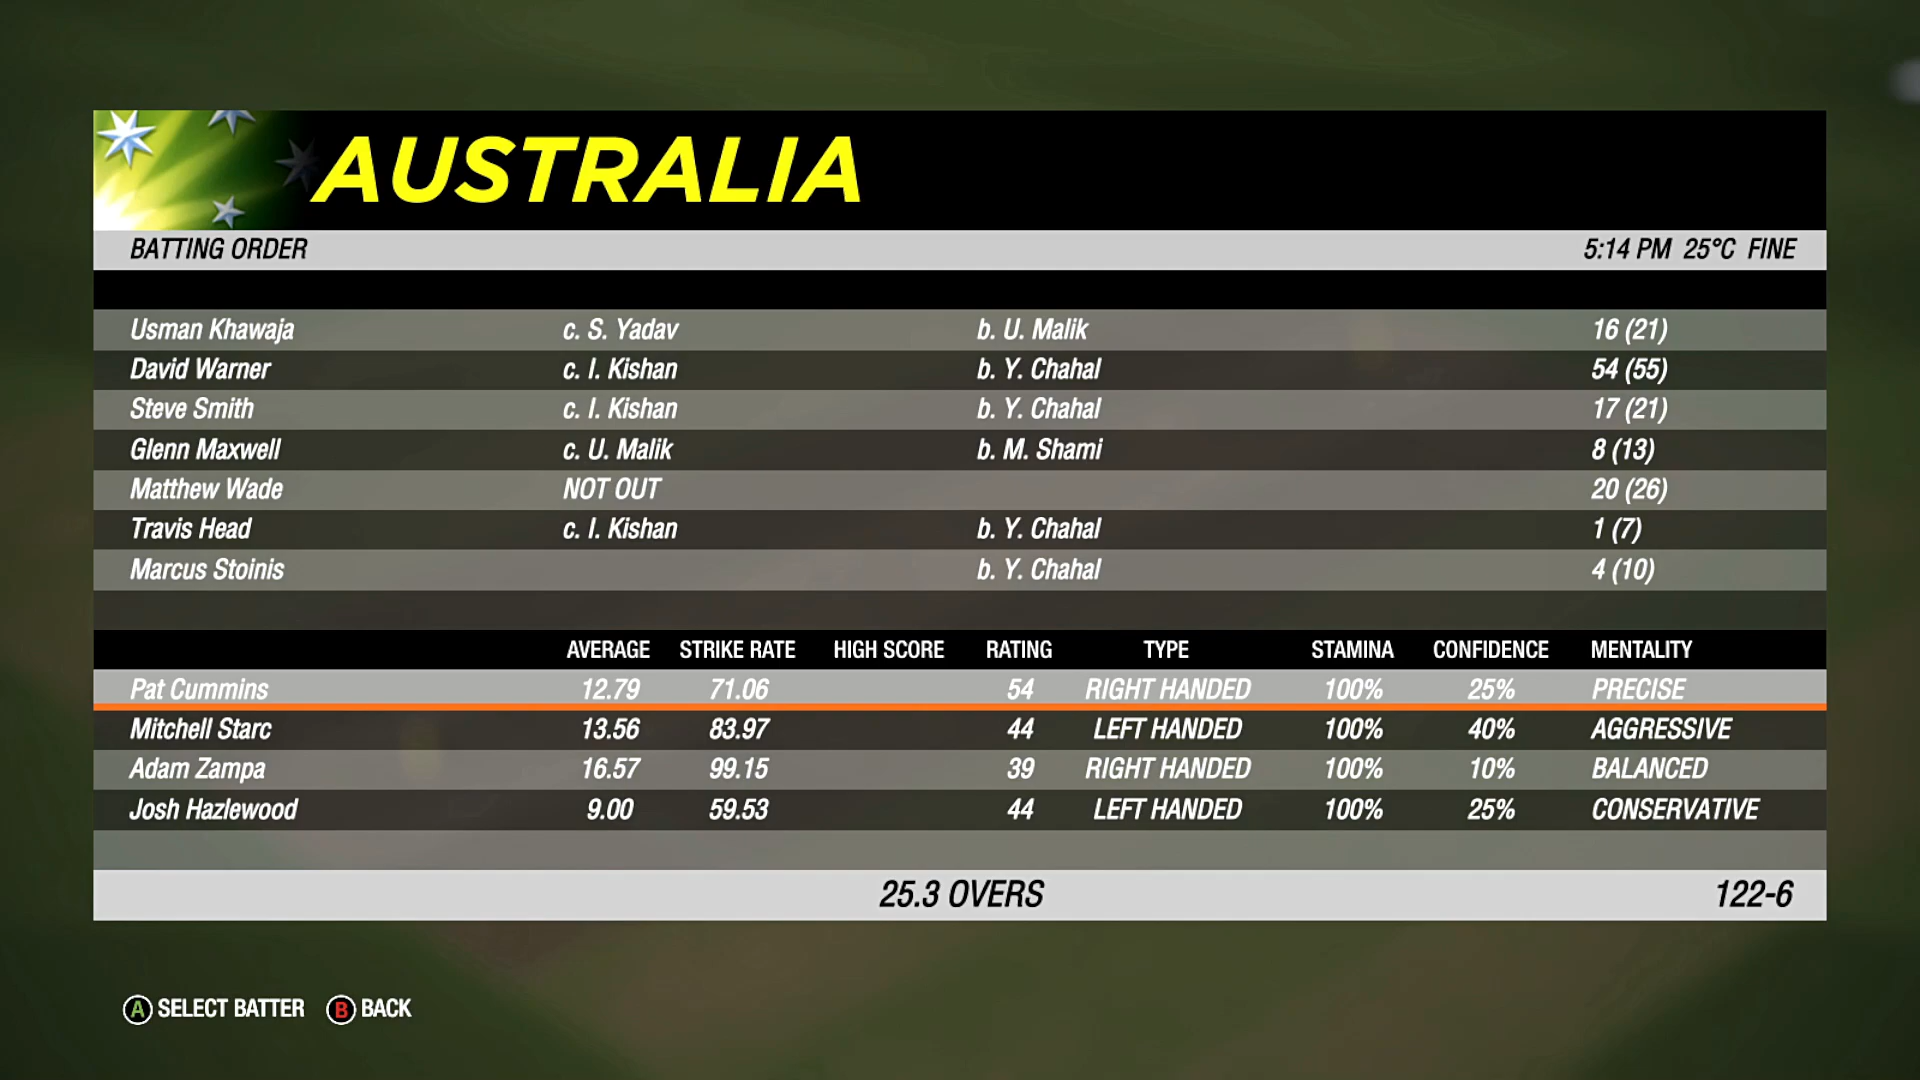 AUSTRALIA
BATTING ORDER 5:14 PM 25°C FINE
Usman Khawaja c. S. Yadav b. U. Malik 16 (21)
David Warner c. I. Kishan b. Y. Chahal 54 (55)
Steve Smith c. I. Kishan b. Y. Chahal 17 (21)
Glenn Maxwell c. U. Malik b. M. Shami 8 (13)
Matthew Wade NOT OUT 20 (26)
Travis Head c. I. Kishan b. Y. Chahal 1 (7)
Marcus Stoinis b. Y. Chahal 4 (10)
AVERAGE STRIKE RATE HIGH SCORE RATING TYPE STAMINA CONFIDENCE MENTALITY
Pat Cummins 12.79 71.06 54 RIGHT HANDED 100% 25% PRECISE
Mitchell Starc 13.56 83.97 44 LEFT HANDED 100% 40% AGGRESSIVE
Adam Zampa 16.57 99.15 39 RIGHT HANDED 100% 10% BALANCED
Josh Hazlewood 9.00 59.53 44 LEFT HANDED 100% 25% CONSERVATIVE
25.3 OVERS 122-6
A SELECT BATTER B BACK